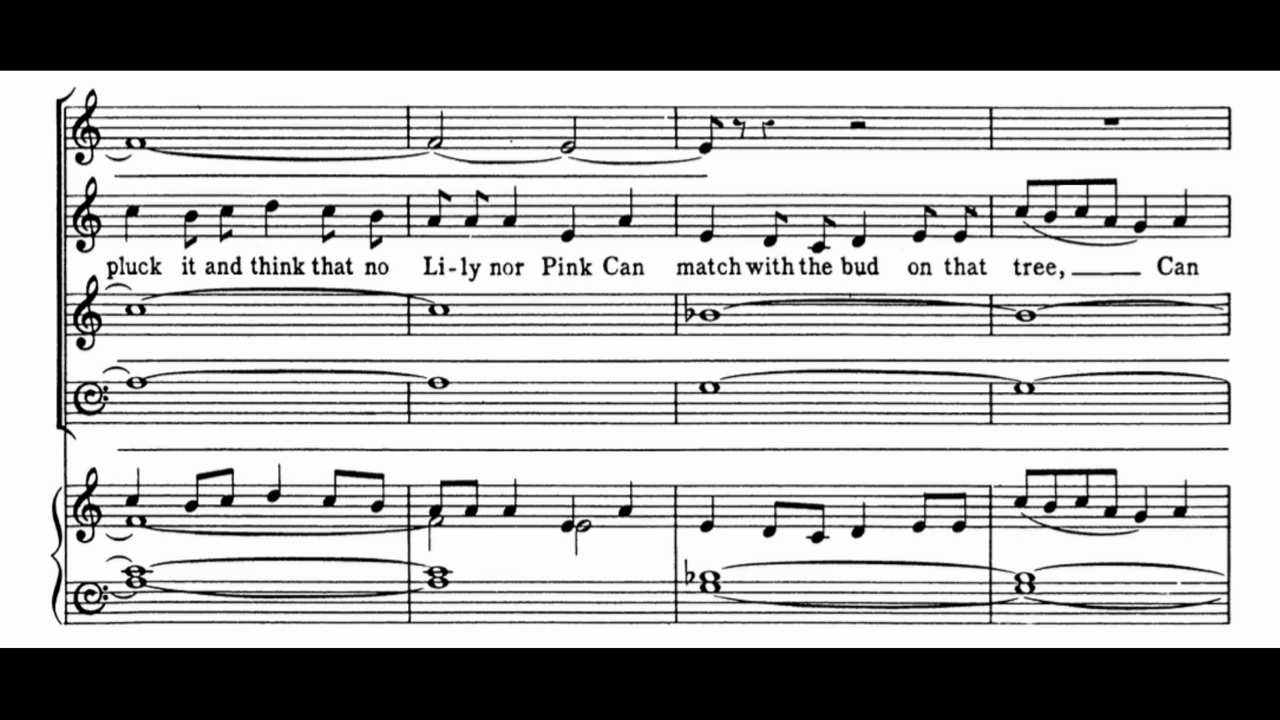 pluck it and think that no Li-ly nor Pink Can match with the bud on that tree, Can